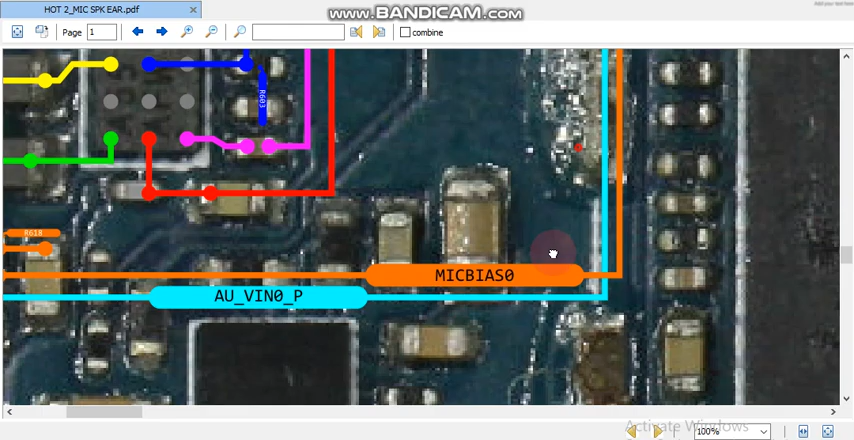 HOT 2_MIC SPK EAR.pdf
www.BANDICAM.com
Page 1
combine
R603
R618
MICBIAS0
AU_VIN0_P
Activate Windows
100%